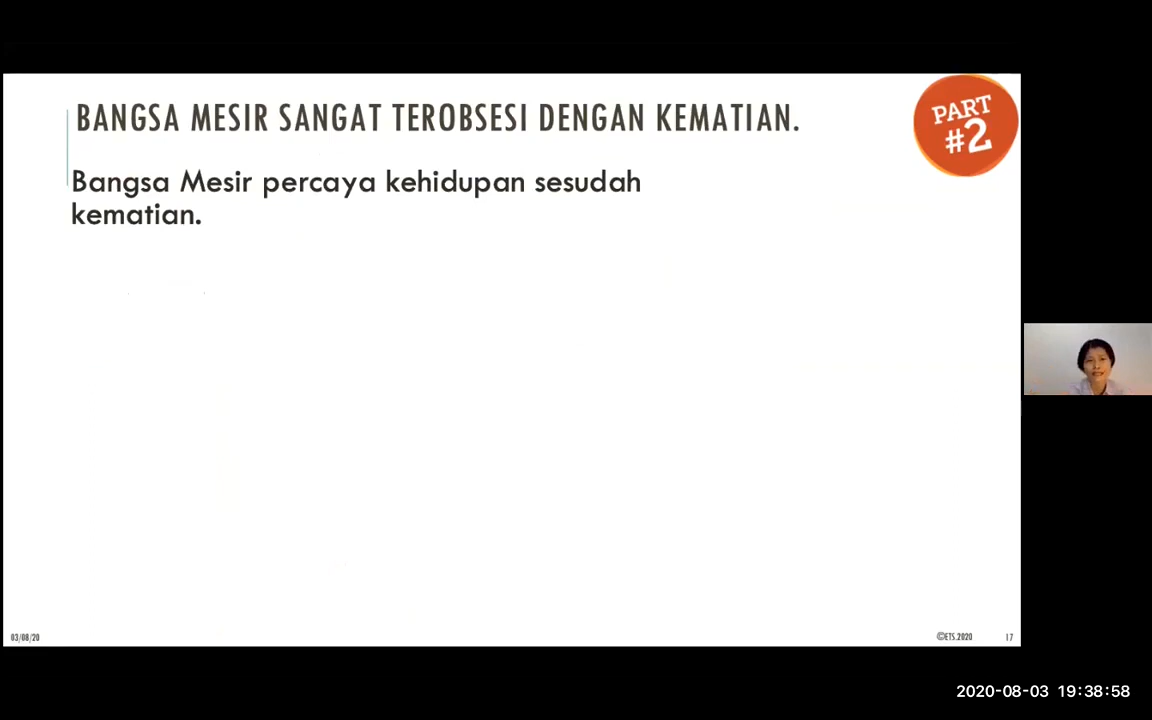 BANGSA MESIR SANGAT TEROBSESI DENGAN KEMATIAN.
PART
#2
Bangsa Mesir percaya kehidupan sesudah
kematian.
03/08/20
©ETS.2020
17
2020-08-03 19:38:58